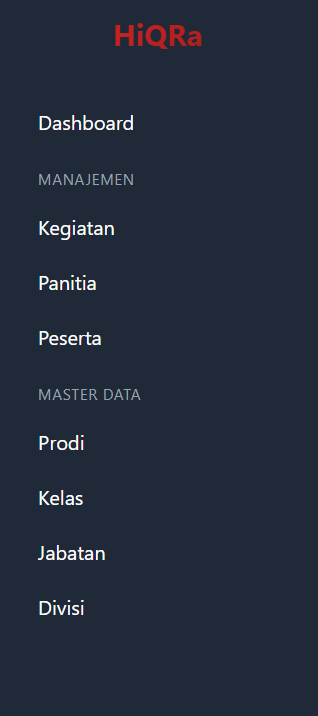 HiQRa
Dashboard
MANAJEMEN
Kegiatan
Panitia
Peserta
MASTER DATA
Prodi
Kelas
Jabatan
Divisi